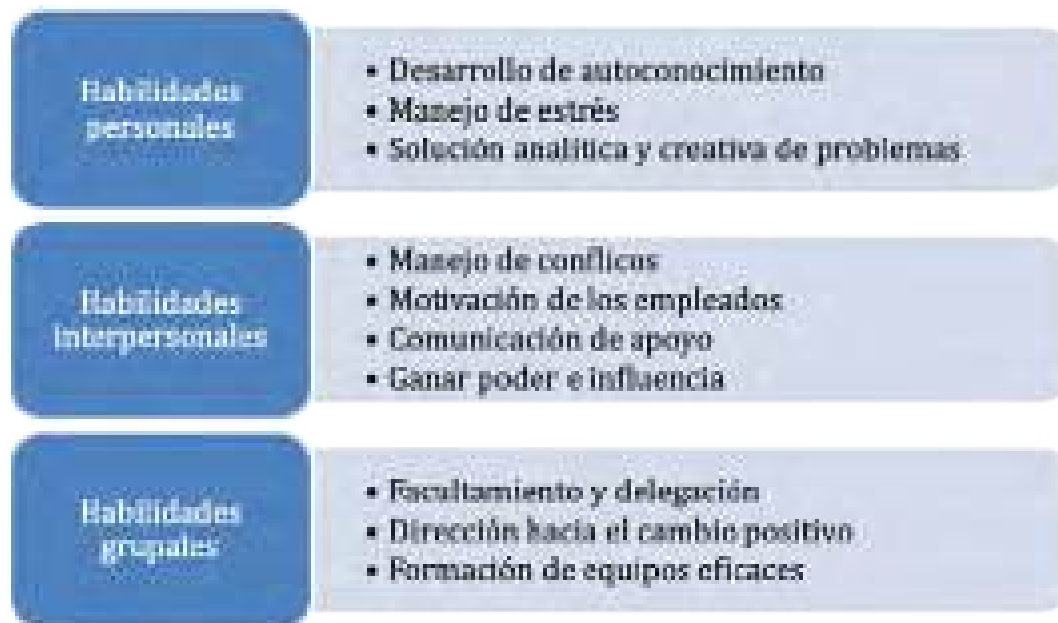 Habilidades
personales
• Desarrollo de autoconocimiento
• Manejo de estrés
• Solución analítica y creativa de problemas
Habilidades
interpersonales
• Manejo de conflicos
• Motivación de los empleados
• Comunicación de apoyo
• Ganar poder e influencia
Habilidades
grupales
• Facultamiento y delegación
• Dirección hacia el cambio positivo
• Formación de equipos eficaces